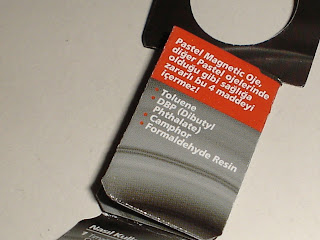 Pastel Magnetic Oje,
diğer Pastel ojelerinde
olduğu gibi sağlığa
zararlı bu 4 maddeyi
içermez!
• Toluene
• DBP (Dibutyl
Phthalate)
• Camphor
• Formaldehyde Resin
Nasıl